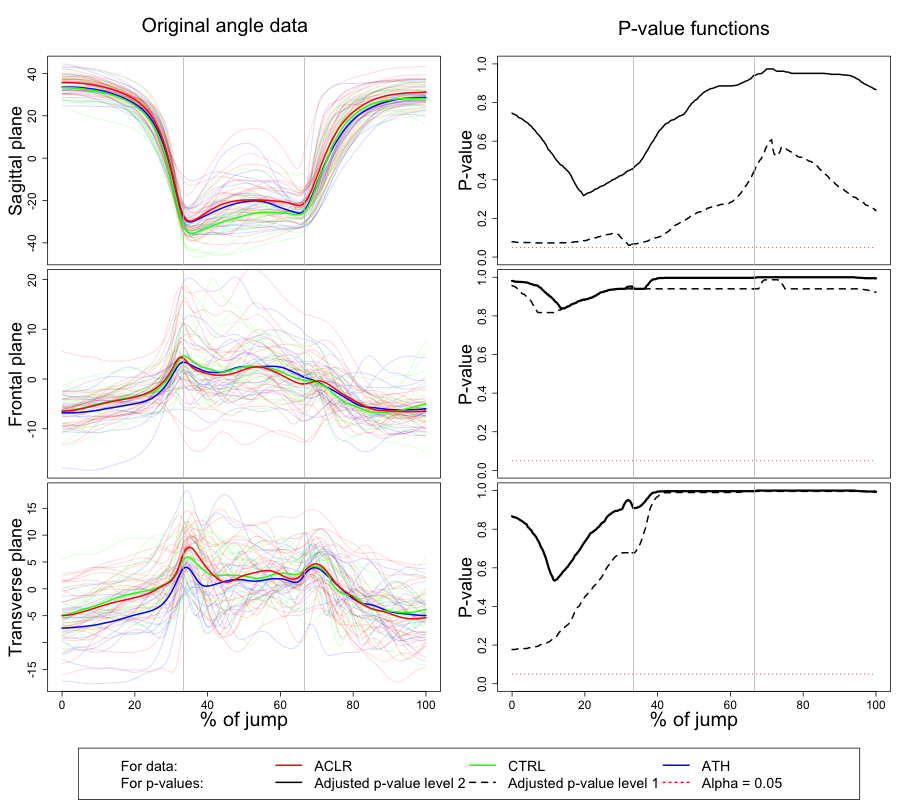 Original angle data
P-value functions
Sagittal plane
40
20
0
-20
-40
P-value
1.0
0.8
0.6
0.4
0.2
0.0
Frontal plane
20
10
0
-10
P-value
1.0
0.8
0.6
0.4
0.2
0.0
Transverse plane
15
10
5
0
-5
-15
P-value
1.0
0.8
0.6
0.4
0.2
0.0
0 20 40 60 80 100
0 20 40 60 80 100
% of jump
% of jump
For data: ACLR CTRL ATH
For p-values: Adjusted p-value level 2 Adjusted p-value level 1 Alpha = 0.05